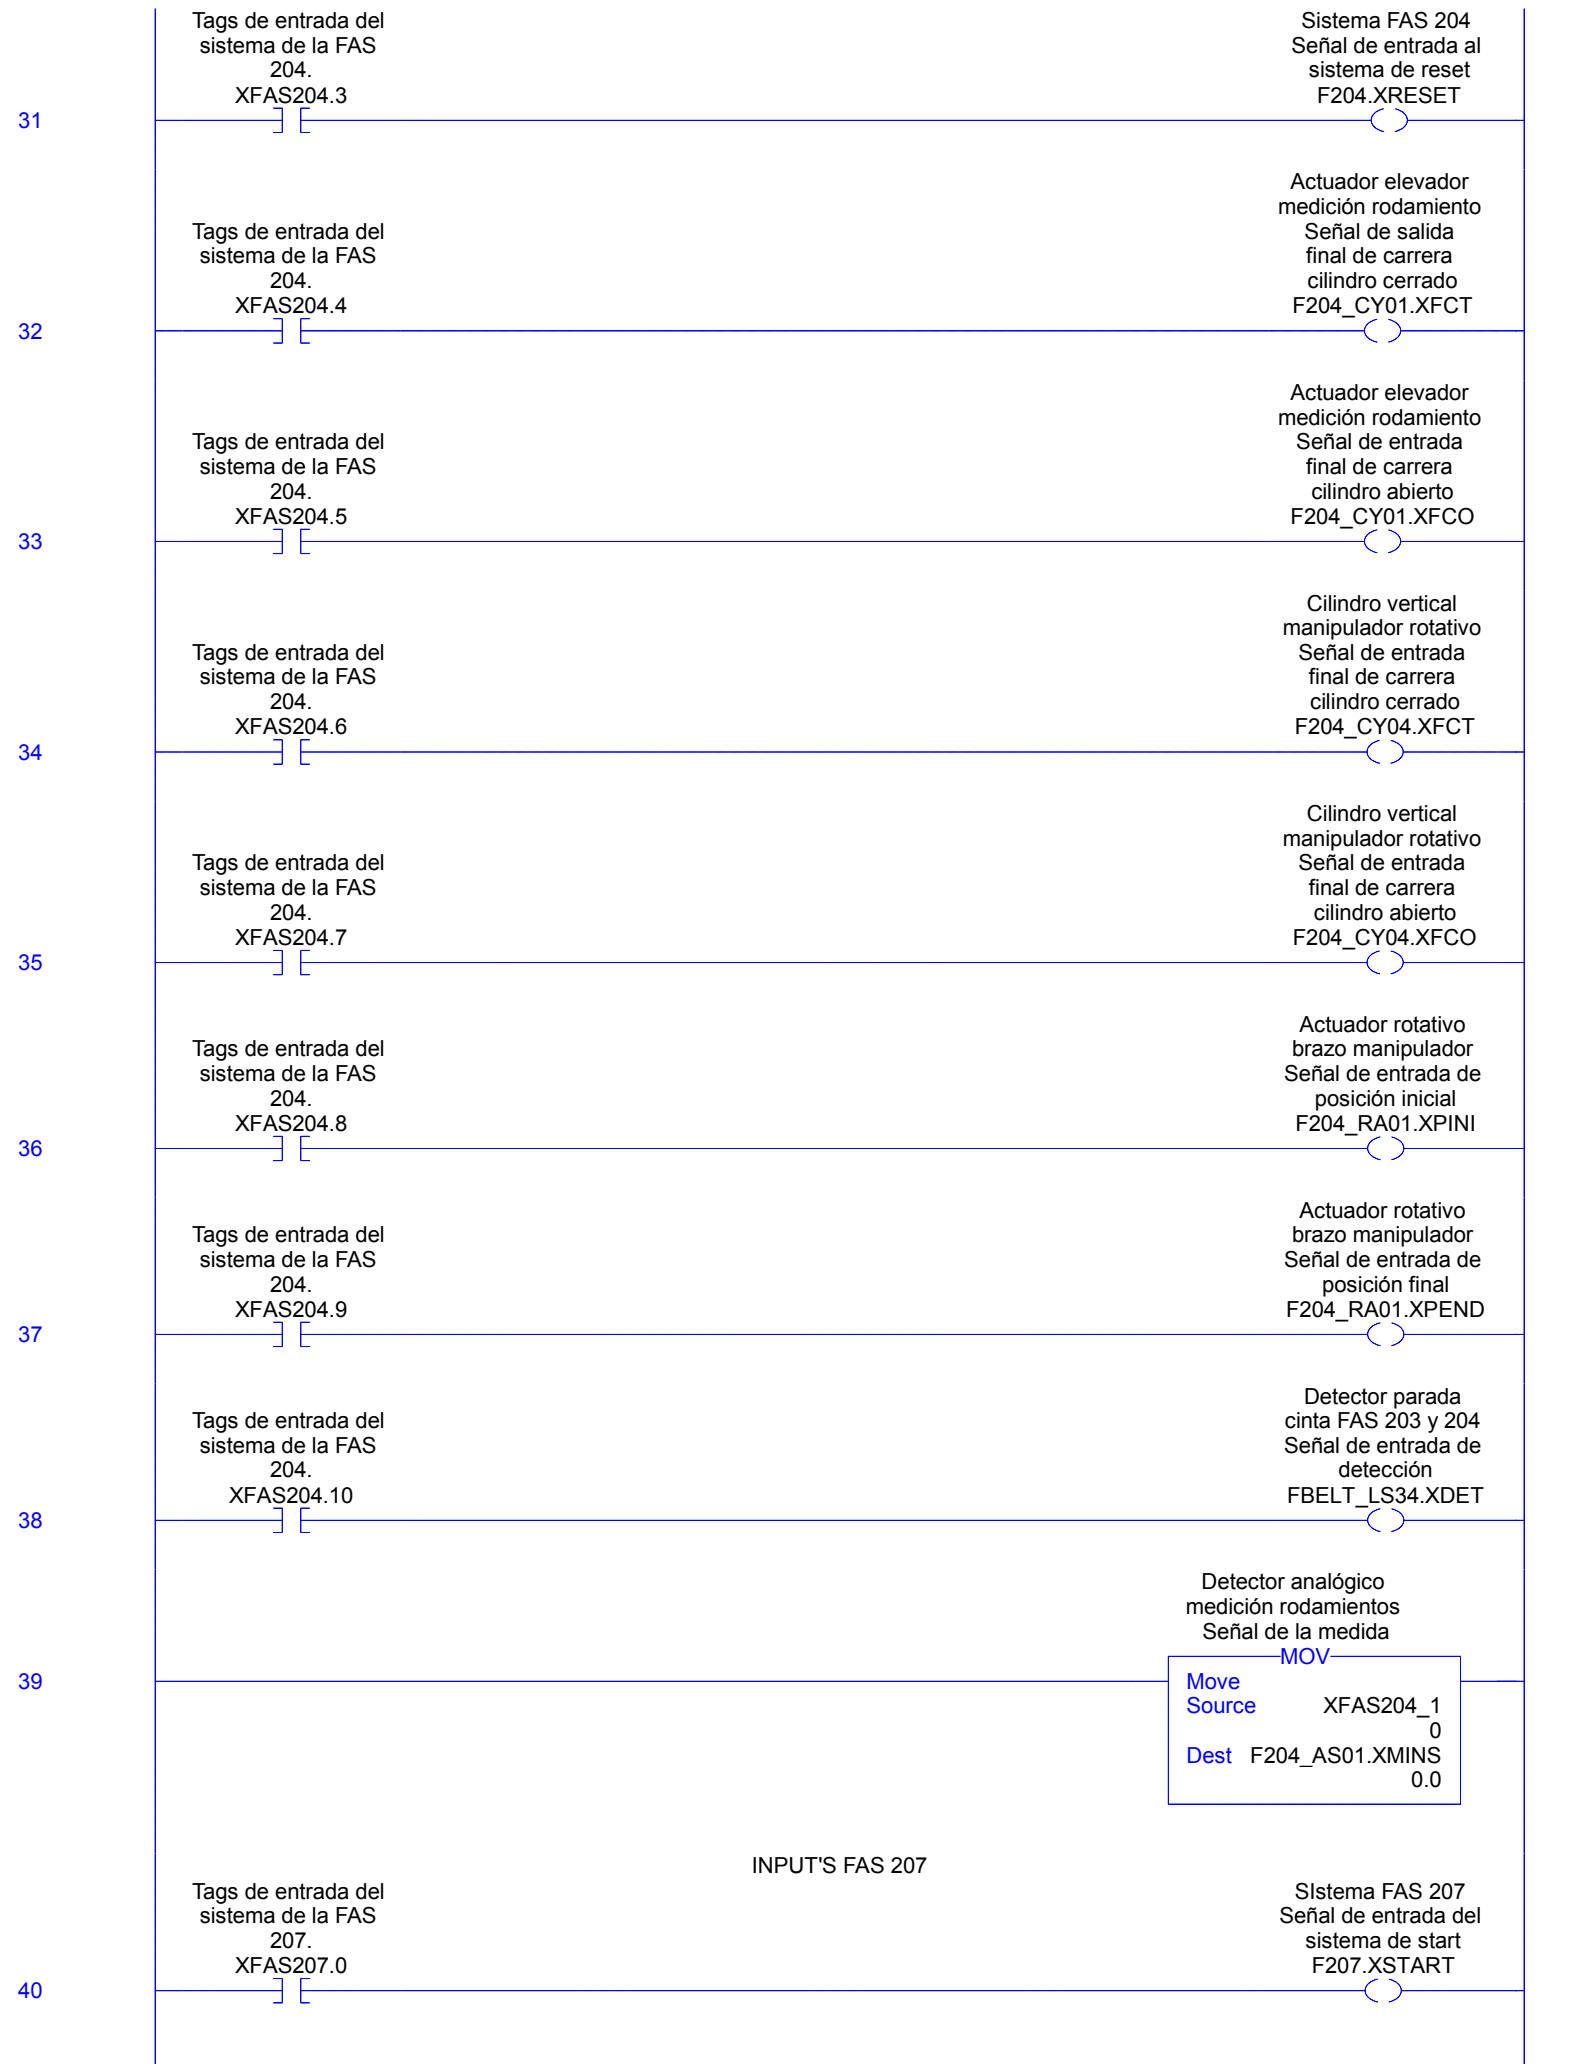 Tags de entrada del
sistema de la FAS
204.
XFAS204.3
Sistema FAS 204
Señal de entrada al
sistema de reset
F204.XRESET
31
Tags de entrada del
sistema de la FAS
204.
XFAS204.4
Actuador elevador
medición rodamiento
Señal de salida
final de carrera
cilindro cerrado
F204_CY01.XFCT
32
Tags de entrada del
sistema de la FAS
204.
XFAS204.5
Actuador elevador
medición rodamiento
Señal de entrada
final de carrera
cilindro abierto
F204_CY01.XFCO
33
Tags de entrada del
sistema de la FAS
204.
XFAS204.6
Cilindro vertical
manipulador rotativo
Señal de entrada
final de carrera
cilindro cerrado
F204_CY04.XFCT
34
Tags de entrada del
sistema de la FAS
204.
XFAS204.7
Cilindro vertical
manipulador rotativo
Señal de entrada
final de carrera
cilindro abierto
F204_CY04.XFCO
35
Tags de entrada del
sistema de la FAS
204.
XFAS204.8
Actuador rotativo
brazo manipulador
Señal de entrada de
posición inicial
F204_RA01.XPINI
36
Tags de entrada del
sistema de la FAS
204.
XFAS204.9
Actuador rotativo
brazo manipulador
Señal de entrada de
posición final
F204_RA01.XPEND
37
Tags de entrada del
sistema de la FAS
204.
XFAS204.10
Detector parada
cinta FAS 203 y 204
Señal de entrada de
detección
FBELT_LS34.XDET
38
Detector analógico
medición rodamientos
Señal de la medida
MOV
39
Move
Source XFAS204_1
0
Dest F204_AS01.XMINS
0.0
INPUT'S FAS 207
Tags de entrada del
sistema de la FAS
207.
XFAS207.0
SIstema FAS 207
Señal de entrada del
sistema de start
F207.XSTART
40